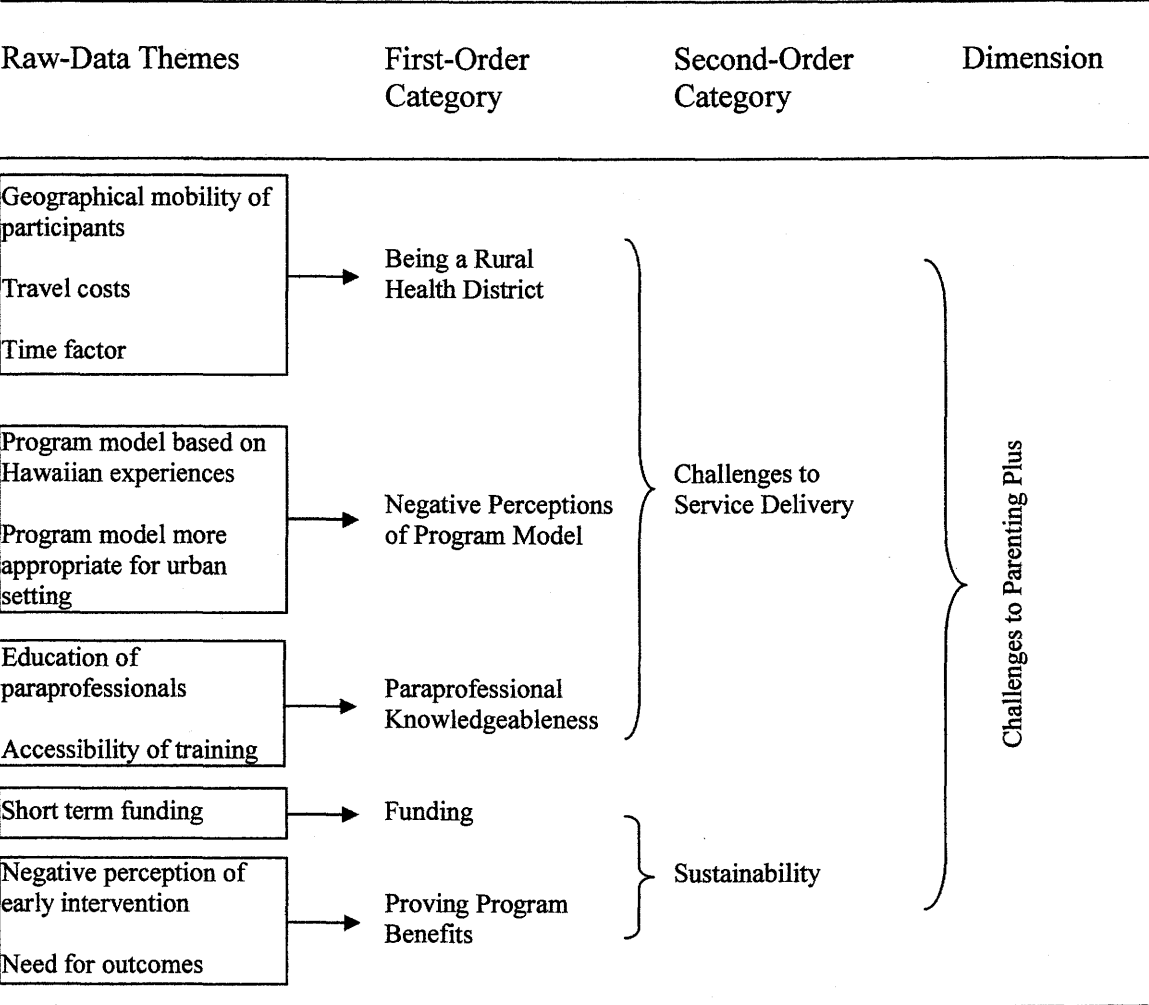 Raw-Data Themes
First-Order
Category
Second-Order
Category
Dimension
Geographical mobility of
participants
Travel costs
Time factor
Being a Rural
Health District
Program model based on
Hawaiian experiences
Program model more
appropriate for urban
setting
Negative Perceptions
of Program Model
Challenges to
Service Delivery
Education of
paraprofessionals
Accessibility of training
Paraprofessional
Knowledgeableness
Short term funding
Funding
Negative perception of
early intervention
Need for outcomes
Proving Program
Benefits
Sustainability
Challenges to Parenting Plus